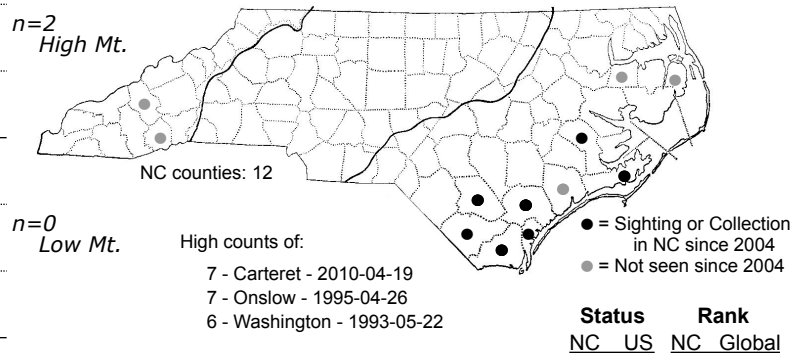 n=2
High Mt.
NC counties: 12
n=0
Low Mt.
High counts of:
7 - Carteret - 2010-04-19
7 - Onslow - 1995-04-26
6 - Washington - 1993-05-22
= Sighting or Collection
in NC since 2004
= Not seen since 2004
Status Rank
NC US NC Global